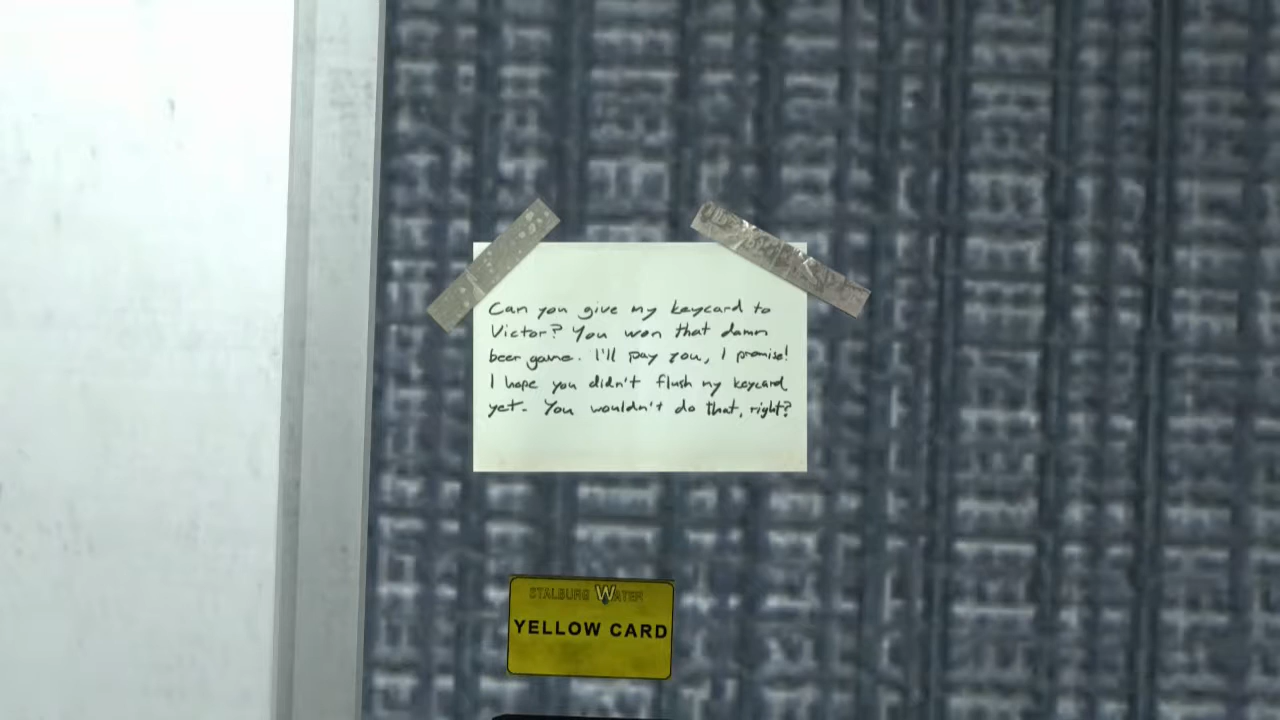 Can you give my keycard to
Victor? You won that damn
beer game. I'll pay you, I promise!
I hope you didn't flush my keycard
yet. You wouldn't do that, right?
STALBURG WATER
YELLOW CARD